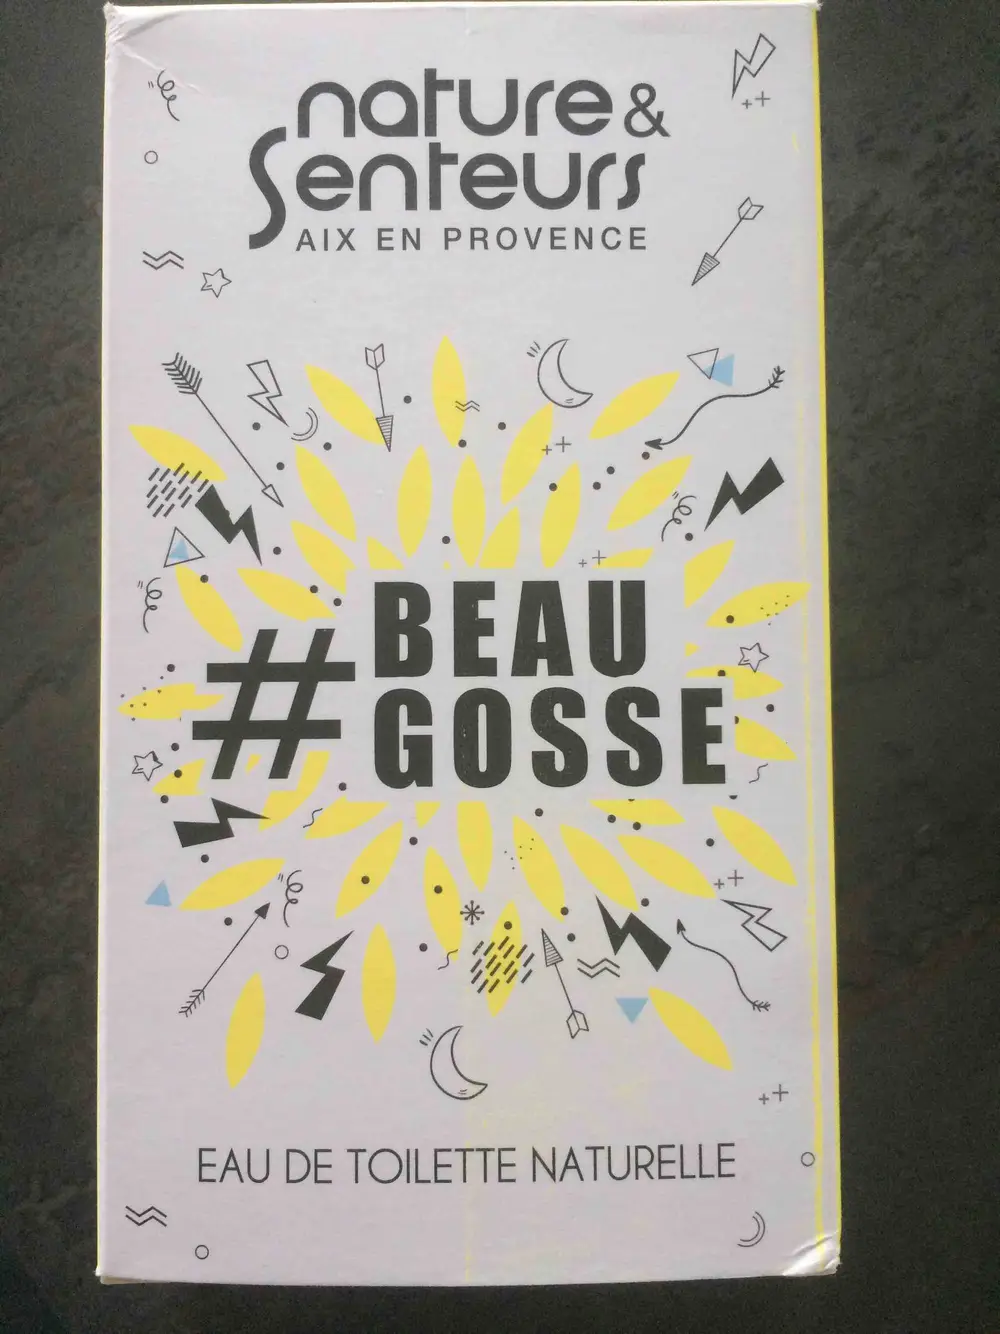 nature &
Senteurs
AIX EN PROVENCE
#BEAU
GOSSE
EAU DE TOILETTE NATURELLE